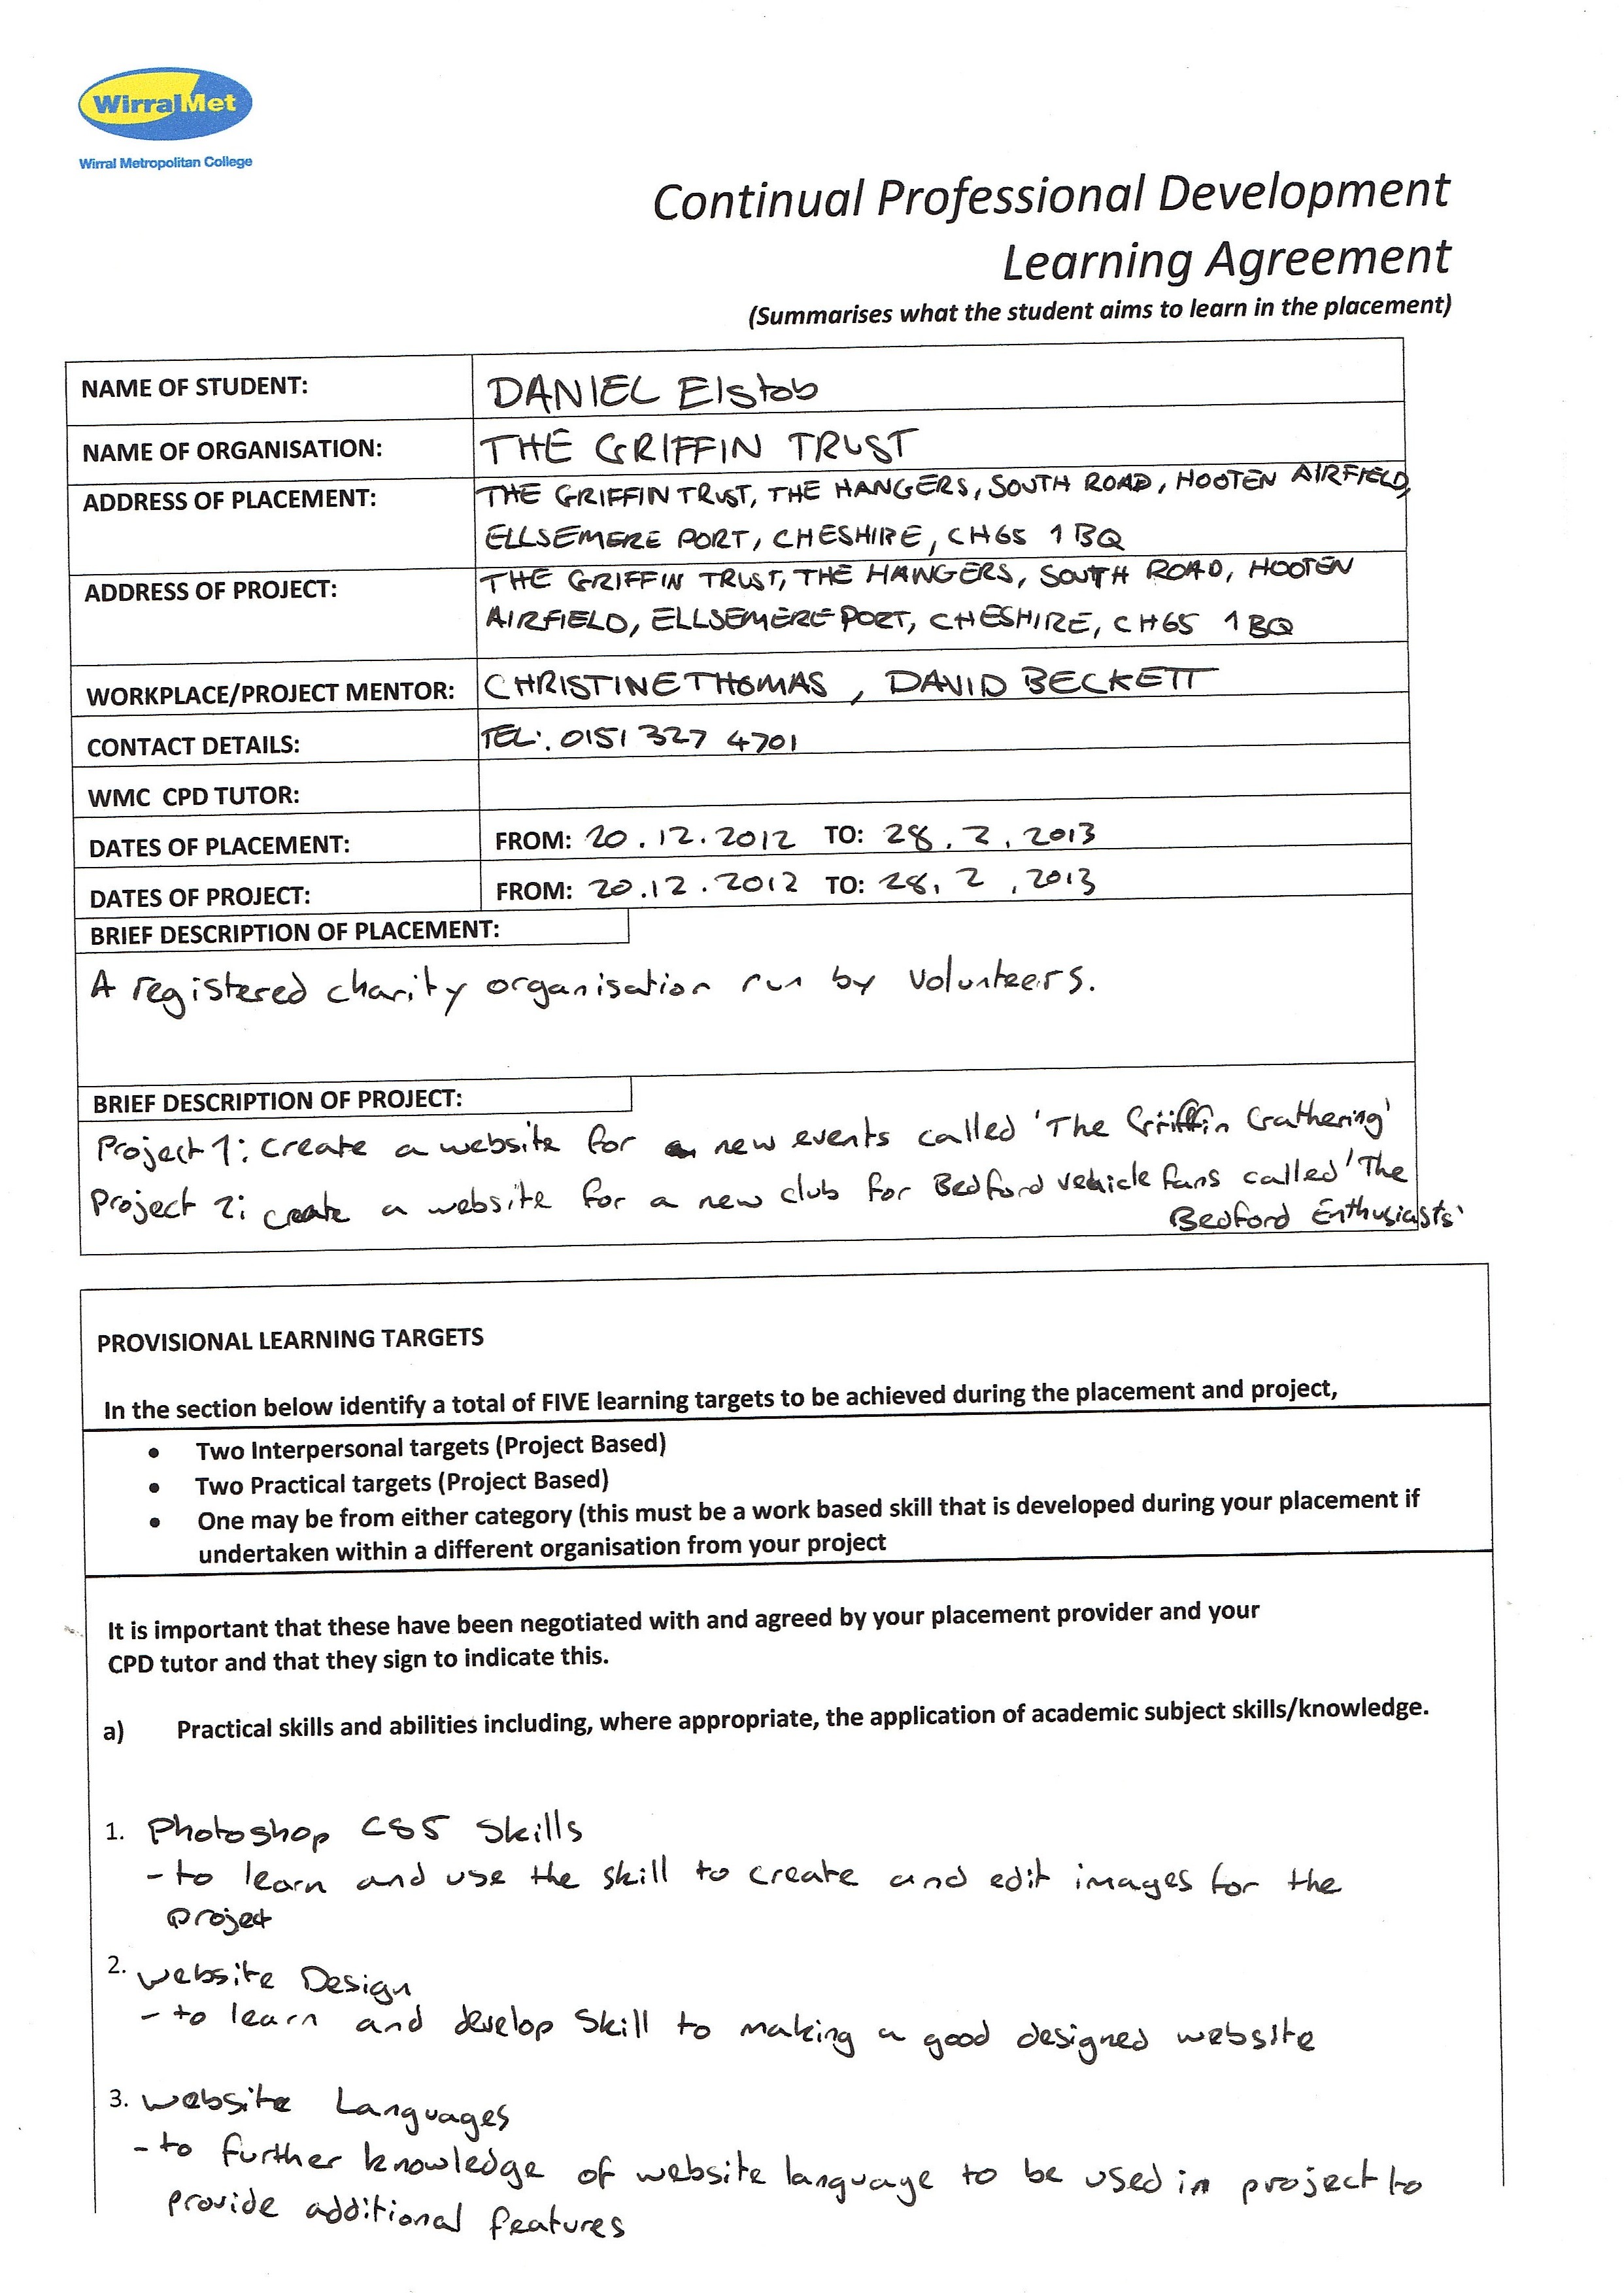 WirralMet
Wirral Metropolitan College
Continual Professional Development
Learning Agreement
(Summarises what the student aims to learn in the placement)
NAME OF STUDENT: DANIEL Elstob
NAME OF ORGANISATION: THE GRIFFIN TRUST
ADDRESS OF PLACEMENT: THE GRIFFIN TRUST, THE HANGERS, SOUTH ROAD, HOOTEN AIRFIELD,
ELLSEMERE PORT, CHESHIRE, CH65 1BQ
ADDRESS OF PROJECT: THE GRIFFIN TRUST, THE HANGERS, SOUTH ROAD, HOOTEN
AIRFIELD, ELLSEMERE PORT, CHESHIRE, CH65 1BQ
WORKPLACE/PROJECT MENTOR: CHRISTINE THOMAS, DAVID BECKETT
CONTACT DETAILS: TEL: 0151 327 4701
WMC CPD TUTOR:
DATES OF PLACEMENT: FROM: 20.12.2012 TO: 28.2.2013
DATES OF PROJECT: FROM: 20.12.2012 TO: 28.2.2013
BRIEF DESCRIPTION OF PLACEMENT:
A registered charity organisation run by volunteers.
BRIEF DESCRIPTION OF PROJECT:
Project 1: create a website for a new events called 'The Griffin Gathering'
Project 2: create a website for a new club for Bedford vehicle fans called 'The
Bedford Enthusiasts'
PROVISIONAL LEARNING TARGETS
In the section below identify a total of FIVE learning targets to be achieved during the placement and project,
• Two Interpersonal targets (Project Based)
• Two Practical targets (Project Based)
• One may be from either category (this must be a work based skill that is developed during your placement if
undertaken within a different organisation from your project
It is important that these have been negotiated with and agreed by your placement provider and your
CPD tutor and that they sign to indicate this.
a) Practical skills and abilities including, where appropriate, the application of academic subject skills/knowledge.
1. Photoshop CS5 Skills
- to learn and use the skill to create and edit images for the
project
2. website Design
- to learn and develop skill to making a good designed website
3. website Languages
- to further knowledge of website language to be used in project to
provide additional features